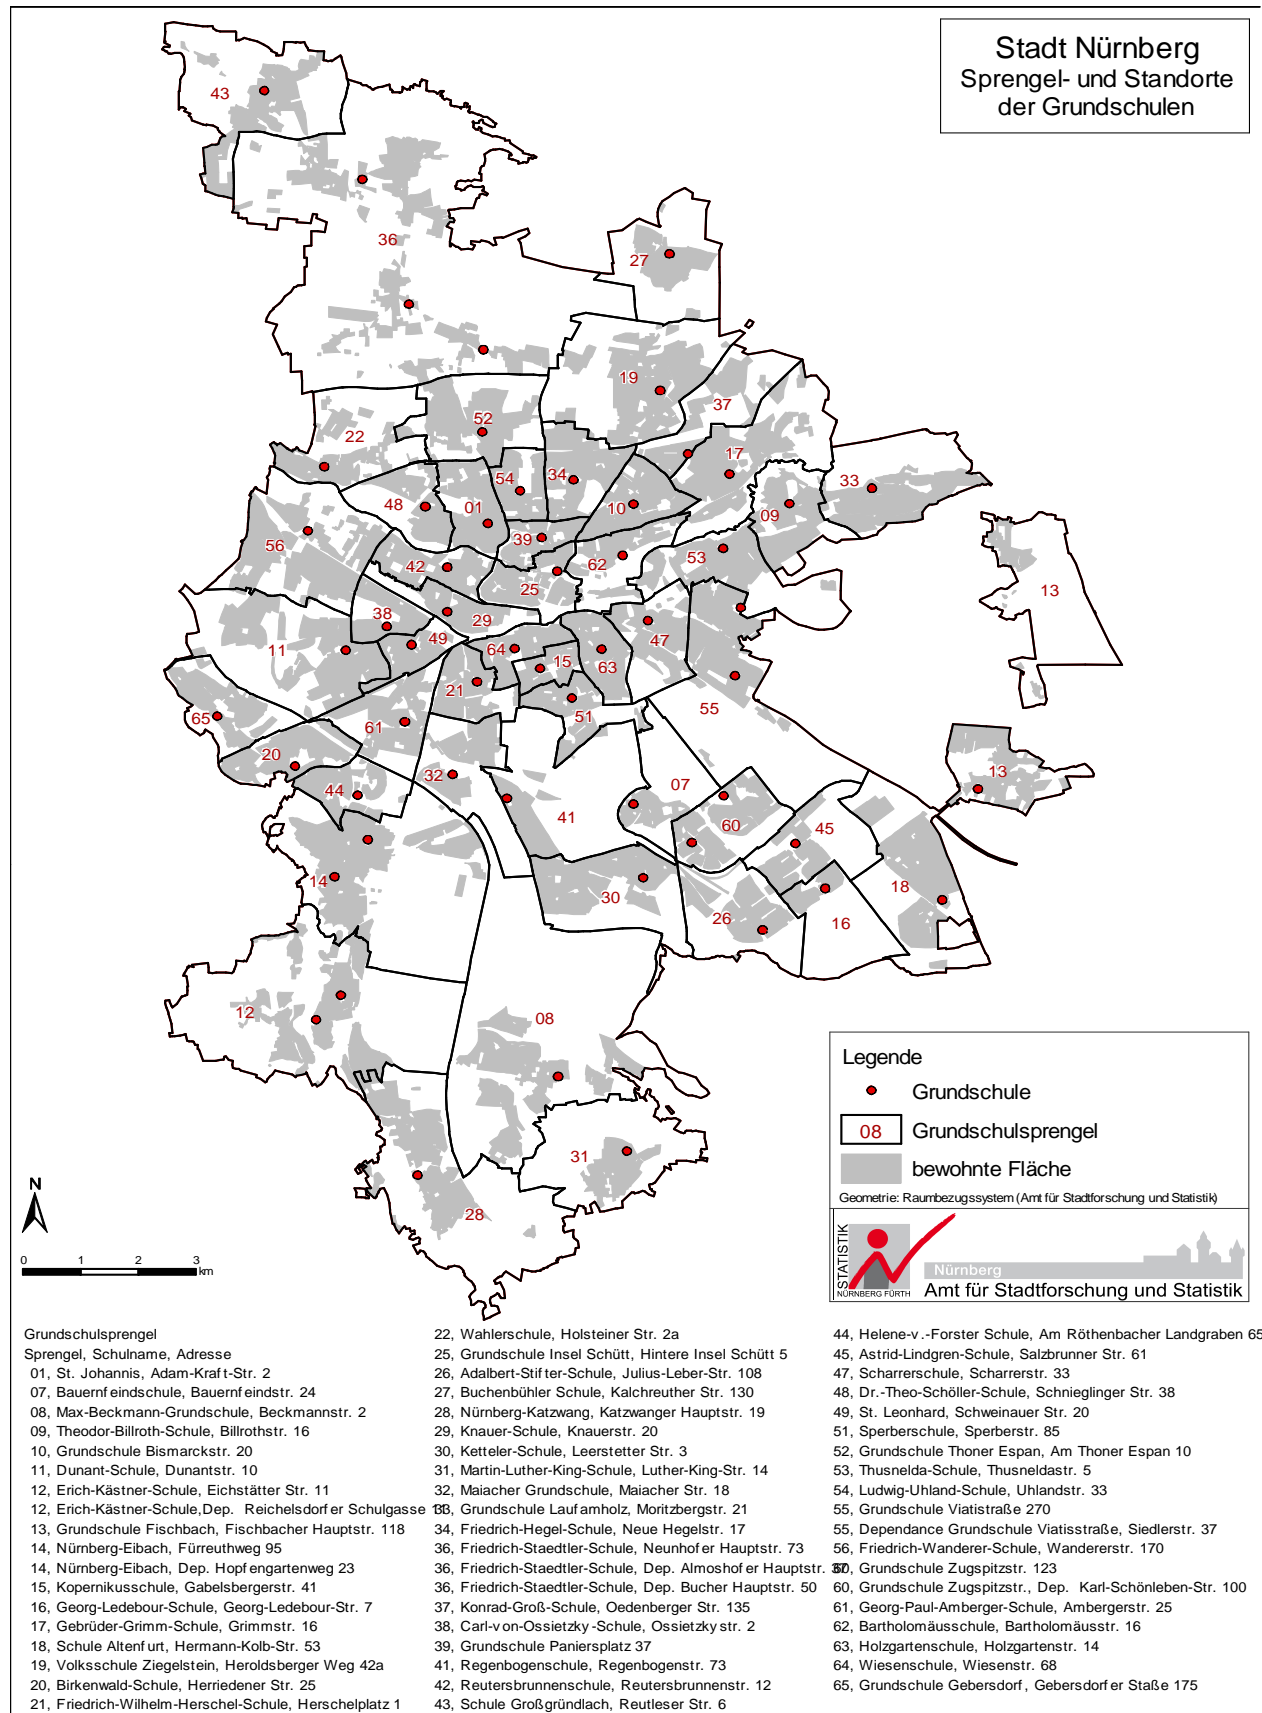 Stadt Nürnberg
Sprengel- und Standorte
der Grundschulen
43
36
27
19
37
52
22
17
34
54
33
48
01
10
09
39
56
62
53
42
25
13
38
29
49
47
11
64
15
63
21
65
51
55
61
20
32
13
44
07
41
60
45
14
30
18
26
16
12
08
31
28
Legende
Grundschule
08
Grundschulsprengel
bewohnte Fläche
Geometrie: Raumbezugssystem (Amt für Stadtforschung und Statistik)
STATISTIK
NÜRNBERG FÜRTH
Nürnberg
Amt für Stadtforschung und Statistik
N
0 1 2 3
km
Grundschulsprengel
Sprengel, Schulname, Adresse
01, St. Johannis, Adam-Kraft-Str. 2
07, Bauernfeindschule, Bauernfeindstr. 24
08, Max-Beckmann-Grundschule, Beckmannstr. 2
09, Theodor-Billroth-Schule, Billrothstr. 16
10, Grundschule Bismarckstr. 20
11, Dunant-Schule, Dunantstr. 10
12, Erich-Kästner-Schule, Eichstätter Str. 11
12, Erich-Kästner-Schule,Dep. Reichelsdorfer Schulgasse 11
13, Grundschule Fischbach, Fischbacher Hauptstr. 118
14, Nürnberg-Eibach, Fürreuthweg 95
14, Nürnberg-Eibach, Dep. Hopfengartenweg 23
15, Kopernikusschule, Gabelsbergerstr. 41
16, Georg-Ledebour-Schule, Georg-Ledebour-Str. 7
17, Gebrüder-Grimm-Schule, Grimmstr. 16
18, Schule Altenfurt, Hermann-Kolb-Str. 53
19, Volksschule Ziegelstein, Heroldsberger Weg 42a
20, Birkenwald-Schule, Herriedener Str. 25
21, Friedrich-Wilhelm-Herschel-Schule, Herschelplatz 1
22, Wahlerschule, Holsteiner Str. 2a
25, Grundschule Insel Schütt, Hintere Insel Schütt 5
26, Adalbert-Stifter-Schule, Julius-Leber-Str. 108
27, Buchenbühler Schule, Kalchreuther Str. 130
28, Nürnberg-Katzwang, Katzwanger Hauptstr. 19
29, Knauer-Schule, Knauerstr. 20
30, Ketteler-Schule, Leerstetter Str. 3
31, Martin-Luther-King-Schule, Luther-King-Str. 14
32, Maiacher Grundschule, Maiacher Str. 18
33, Grundschule Laufamholz, Moritzbergstr. 21
34, Friedrich-Hegel-Schule, Neue Hegelstr. 17
36, Friedrich-Staedtler-Schule, Neunhofer Hauptstr. 73
36, Friedrich-Staedtler-Schule, Dep. Almoshofer Hauptstr.
36, Friedrich-Staedtler-Schule, Dep. Bucher Hauptstr. 50
37, Konrad-Groß-Schule, Oedenberger Str. 135
38, Carl-von-Ossietzky-Schule, Ossietzkystr. 2
39, Grundschule Paniersplatz 37
41, Regenbogenschule, Regenbogenstr. 73
42, Reutersbrunnenschule, Reutersbrunnenstr. 12
43, Schule Großgründlach, Reutleser Str. 6
44, Helene-v.-Forster Schule, Am Röthenbacher Landgraben 65
45, Astrid-Lindgren-Schule, Salzbrunner Str. 61
47, Scharrerschule, Scharrerstr. 33
48, Dr.-Theo-Schöller-Schule, Schnieglinger Str. 38
49, St. Leonhard, Schweinauer Str. 20
51, Sperberschule, Sperberstr. 85
52, Grundschule Thoner Espan, Am Thoner Espan 10
53, Thusnelda-Schule, Thusneldastr. 5
54, Ludwig-Uhland-Schule, Uhlandstr. 33
55, Grundschule Viatistraße 270
55, Dependance Grundschule Viatisstraße, Siedlerstr. 37
56, Friedrich-Wanderer-Schule, Wandererstr. 170
60, Grundschule Zugspitzstr. 123
60, Grundschule Zugspitzstr., Dep. Karl-Schönleben-Str. 100
61, Georg-Paul-Amberger-Schule, Ambergerstr. 25
62, Bartholomäusschule, Bartholomäusstr. 16
63, Holzgartenschule, Holzgartenstr. 14
64, Wiesenschule, Wiesenstr. 68
65, Grundschule Gebersdorf, Gebersdorfer Staße 175